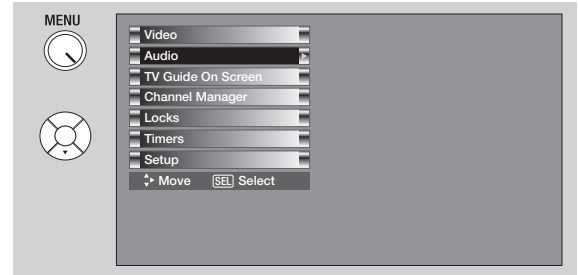 MENU
Video
Audio
TV Guide On Screen
Channel Manager
Locks
Timers
Setup
Move SEL Select